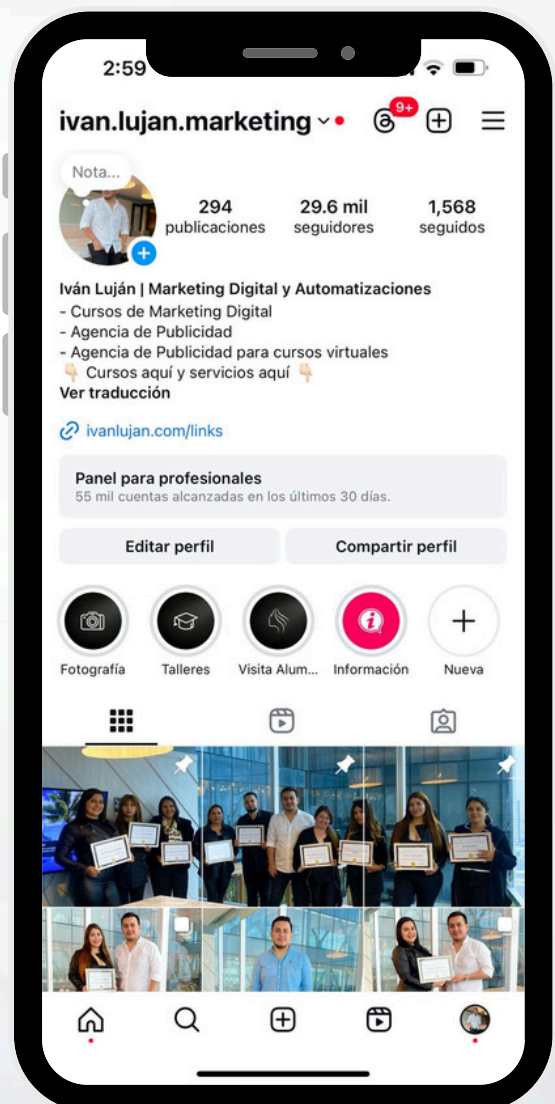 2:59
ivan.lujan.marketing
9+
Nota...
294
publicaciones
29.6 mil
seguidores
1,568
seguidos
Iván Luján | Marketing Digital y Automatizaciones
- Cursos de Marketing Digital
- Agencia de Publicidad
- Agencia de Publicidad para cursos virtuales
👇🏻 Cursos aquí y servicios aquí 👇🏻
Ver traducción
ivanlujan.com/links
Panel para profesionales
55 mil cuentas alcanzadas en los últimos 30 días.
Editar perfil
Compartir perfil
Fotografía
Talleres
Visita Alum...
Información
Nueva